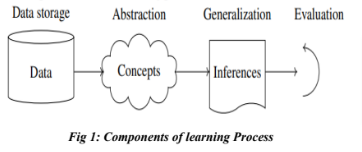 Data storage Abstraction Generalization Evaluation
Data Concepts Inferences
Fig 1: Components of learning Process